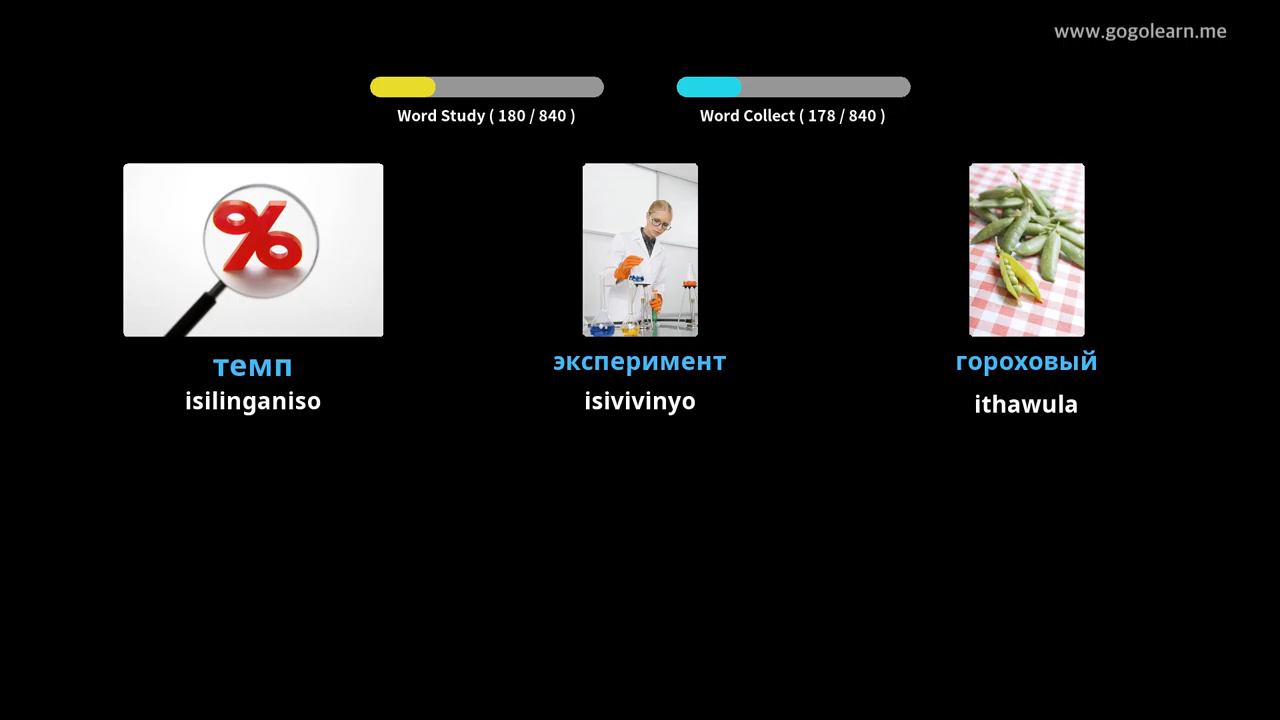 www.gogolearn.me
Word Study ( 180 / 840 )
Word Collect ( 178 / 840 )
%
темп
эксперимент
гороховый
isilinganiso
isivivinyo
ithawula